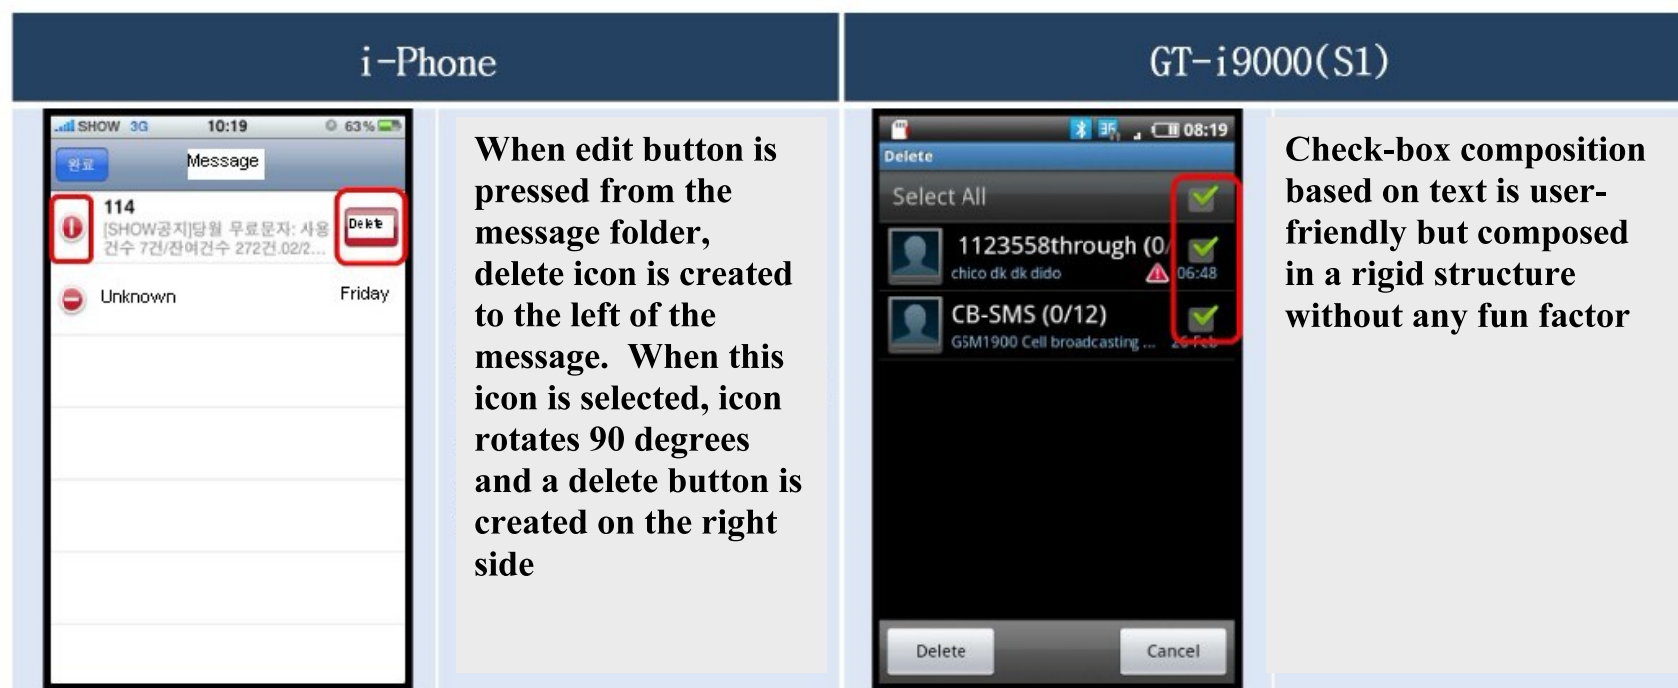 i-Phone
GT-i9000(S1)
SHOW 3G 10:19 63%
완료 Message
114
[SHOW공지]당월 무료문자: 사용
건수 7건/잔여건수 272건.02/2...
Delete
Unknown Friday
When edit button is
pressed from the
message folder,
delete icon is created
to the left of the
message. When this
icon is selected, icon
rotates 90 degrees
and a delete button is
created on the right
side
08:19
Delete
Select All
1123558through (0/
chico dk dk dido 06:48
CB-SMS (0/12)
GSM1900 Cell broadcasting ... 26 Feb
Delete Cancel
Check-box composition
based on text is user-
friendly but composed
in a rigid structure
without any fun factor